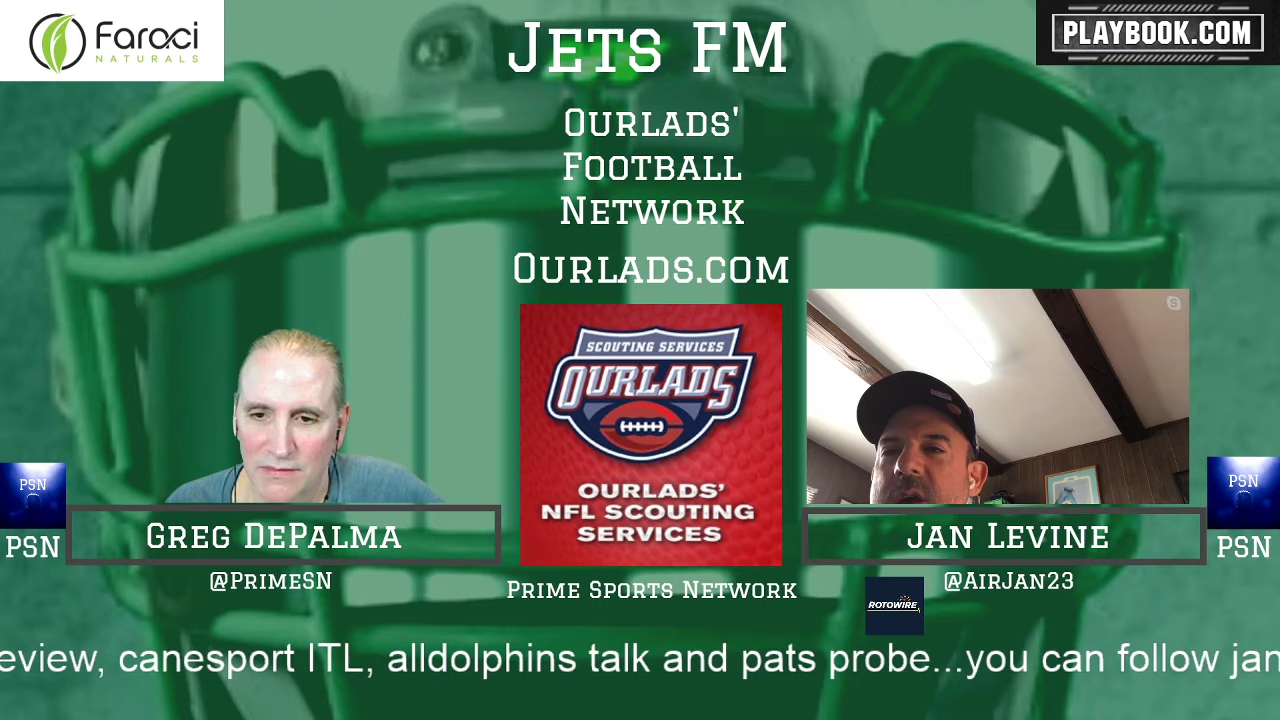 Faraci
NATURALS
Jets FM
PLAYBOOK.COM
Ourlads'
Football
Network
Ourlads.com
SCOUTING SERVICES
OURLADS
OURLADS'
NFL SCOUTING
SERVICES
PSN
PSN
Greg DePalma
Jan Levine
PSN
PSN
@PrimeSN
Prime Sports Network
@AirJan23
ROTOWIRE
eview, canesport ITL, alldolphins talk and pats probe...you can follow jan